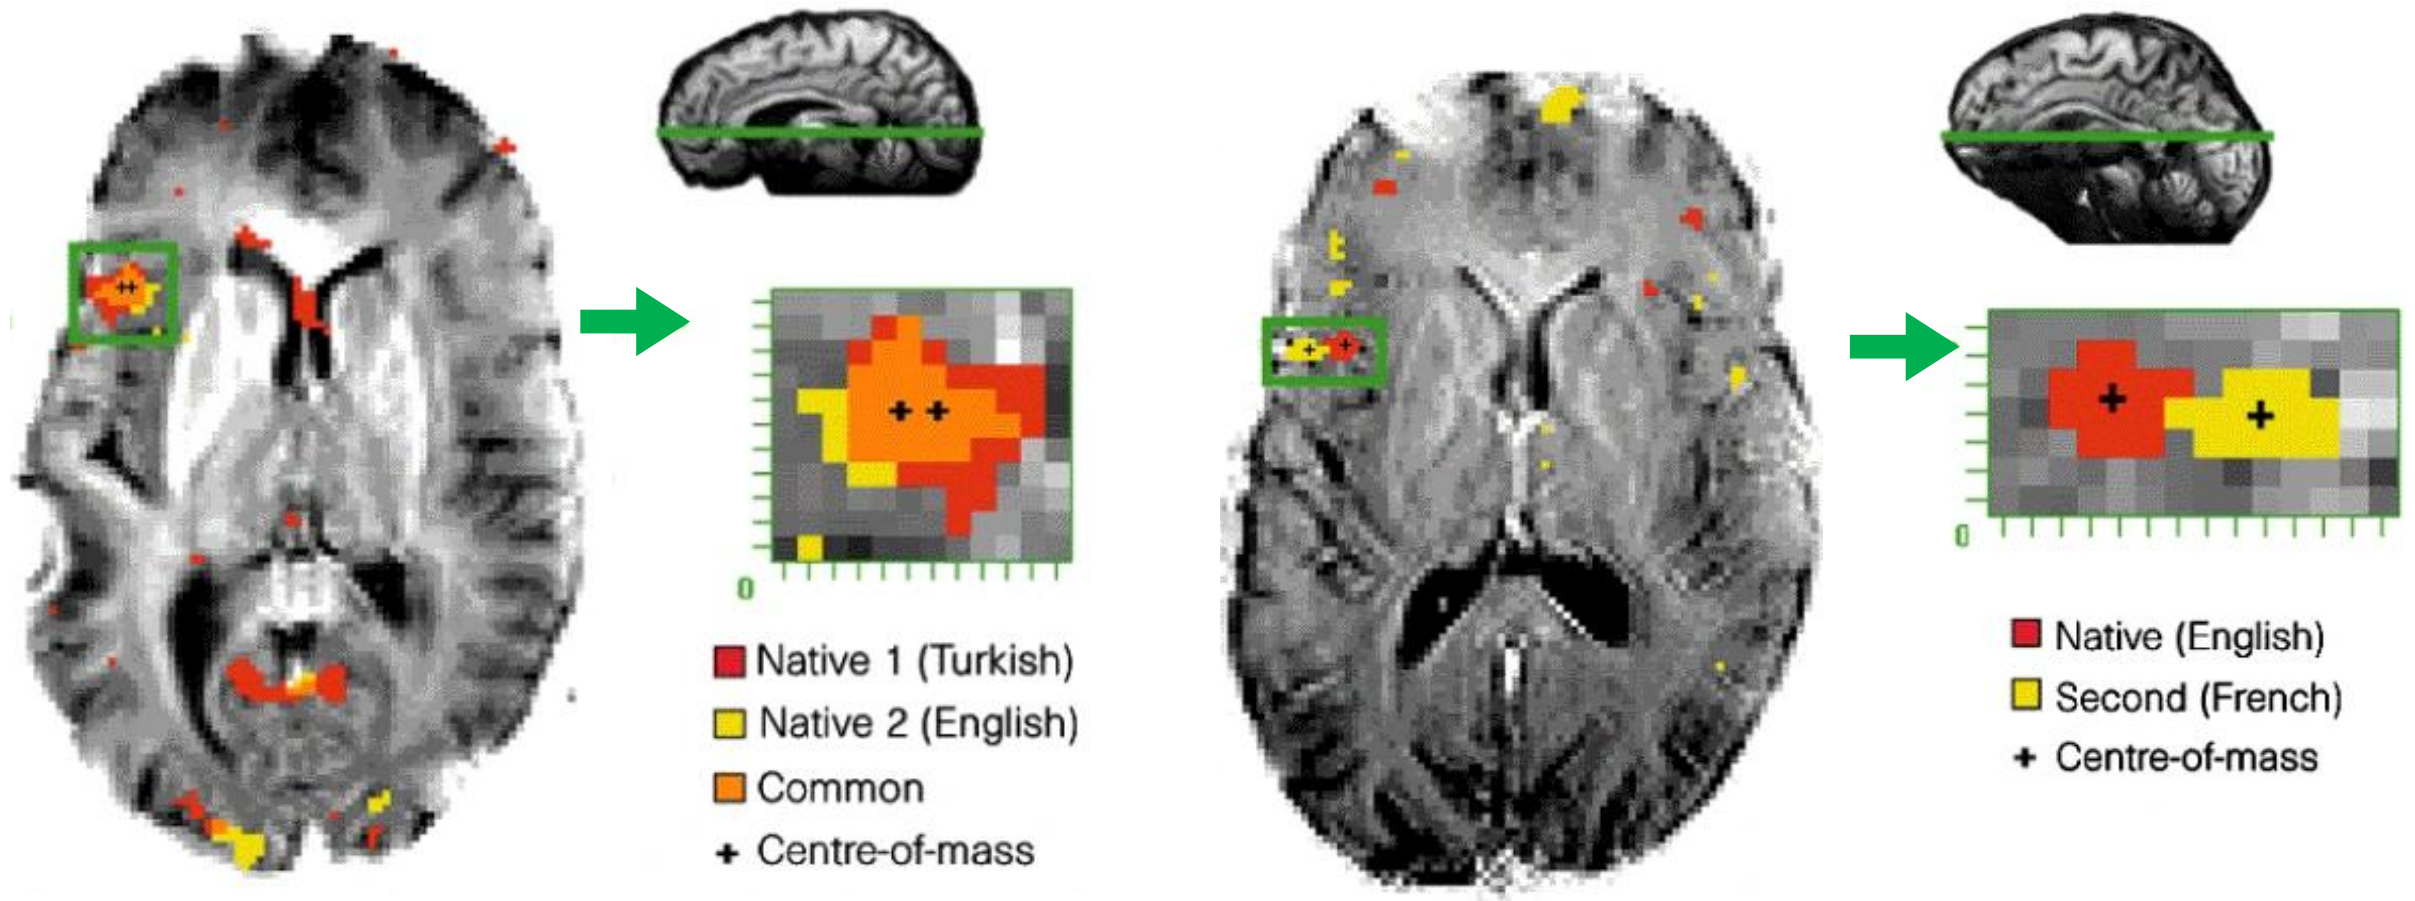 0
Native 1 (Turkish)
Native 2 (English)
Common
Centre-of-mass
0
Native (English)
Second (French)
Centre-of-mass